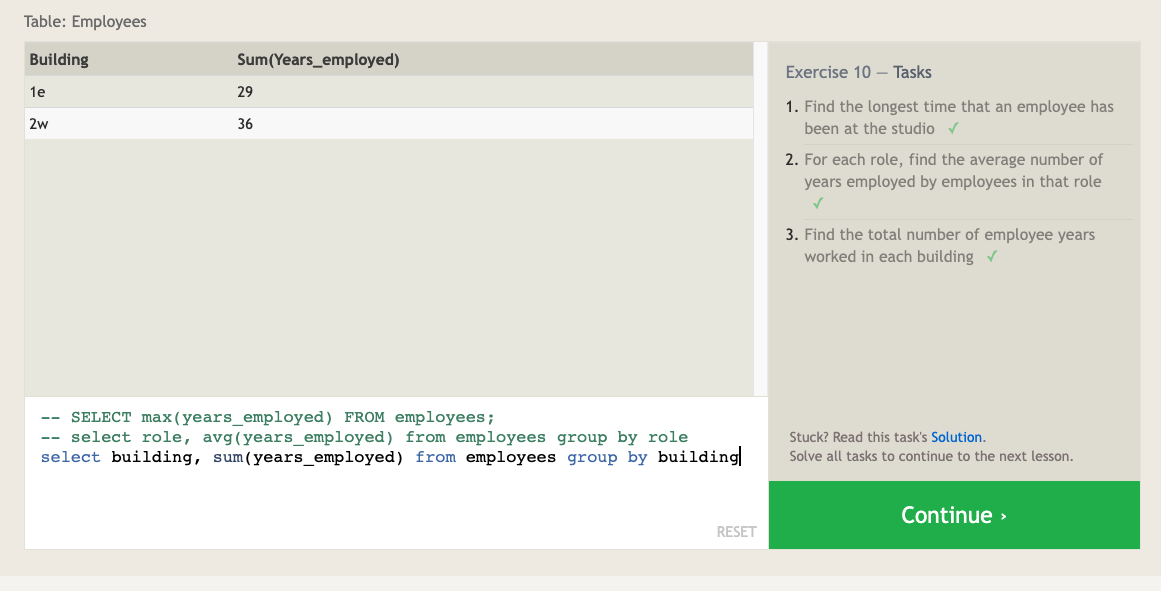 Table: Employees
Building Sum(Years_employed)
1e 29
2w 36
Exercise 10 — Tasks
1. Find the longest time that an employee has
been at the studio ✓
2. For each role, find the average number of
years employed by employees in that role
✓
3. Find the total number of employee years
worked in each building ✓
-- SELECT max(years_employed) FROM employees;
-- select role, avg(years_employed) from employees group by role
select building, sum(years_employed) from employees group by building
RESET
Stuck? Read this task's Solution.
Solve all tasks to continue to the next lesson.
Continue ›